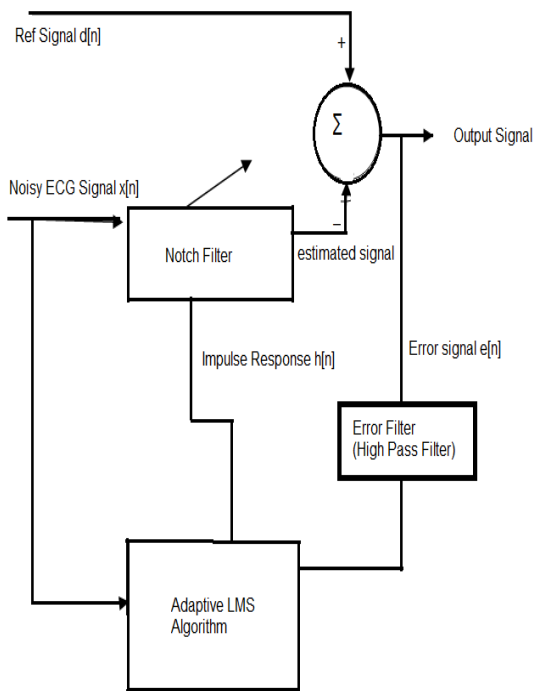 Ref Signal d[n]
+
Σ
Output Signal
Noisy ECG Signal x[n]
Notch Filter
+
–
estimated signal
Impulse Response h[n]
Error signal e[n]
Error Filter
(High Pass Filter)
Adaptive LMS
Algorithm